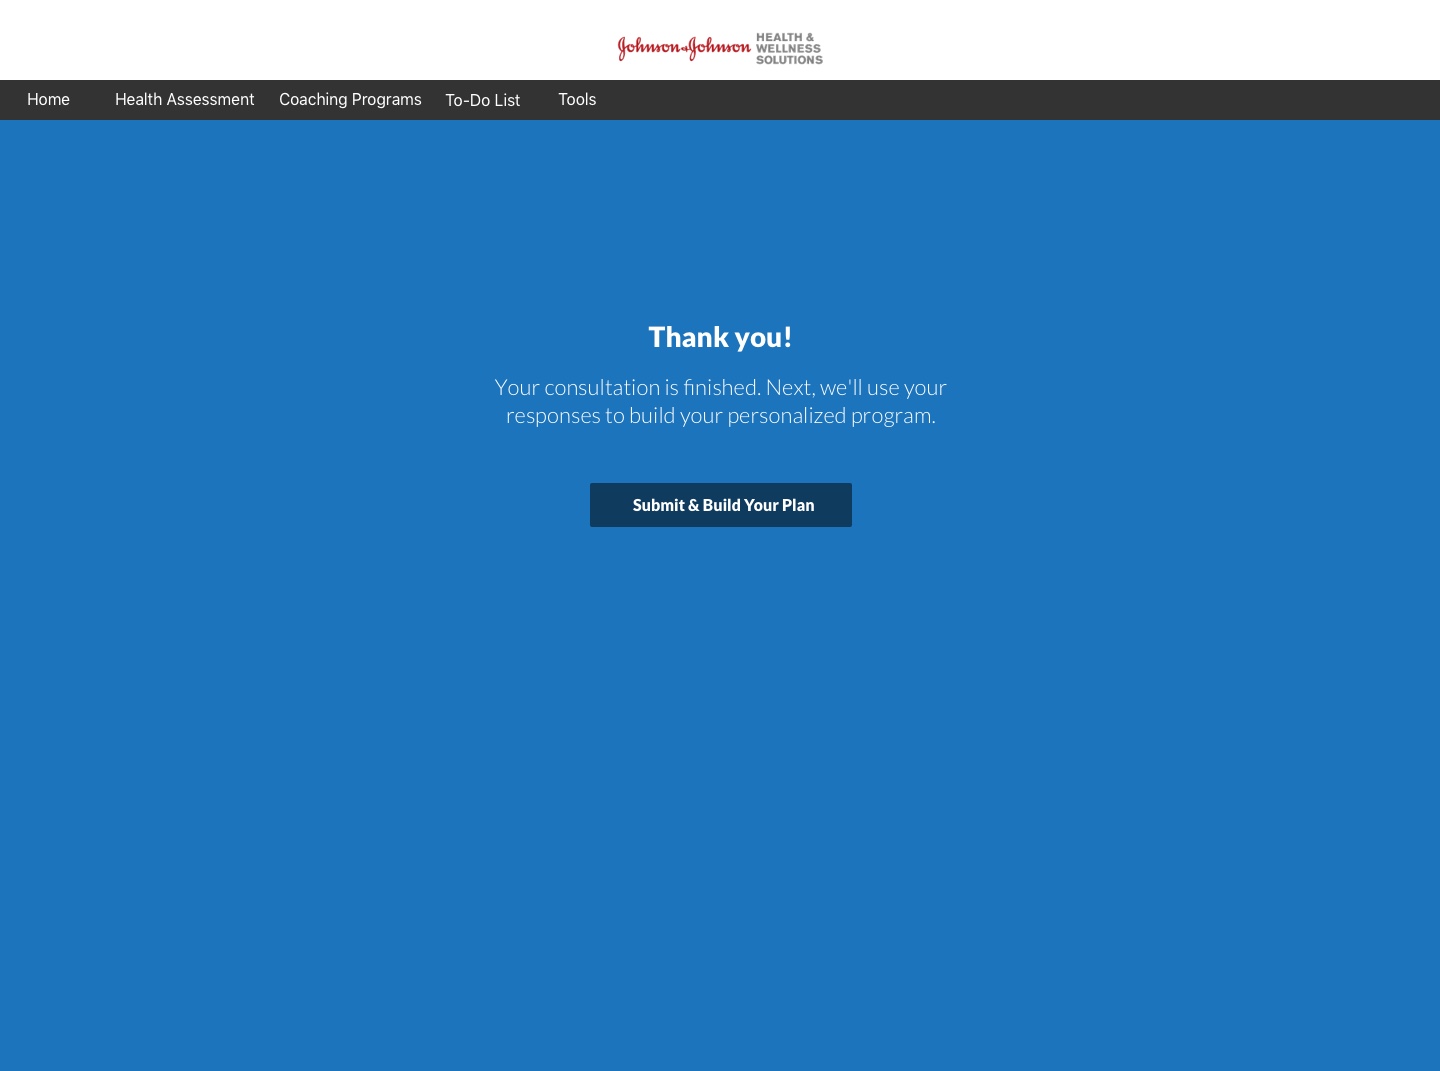 Johnson & Johnson HEALTH &
WELLNESS
SOLUTIONS
Home Health Assessment Coaching Programs To-Do List Tools
Thank you!
Your consultation is finished. Next, we'll use your
responses to build your personalized program.
Submit & Build Your Plan